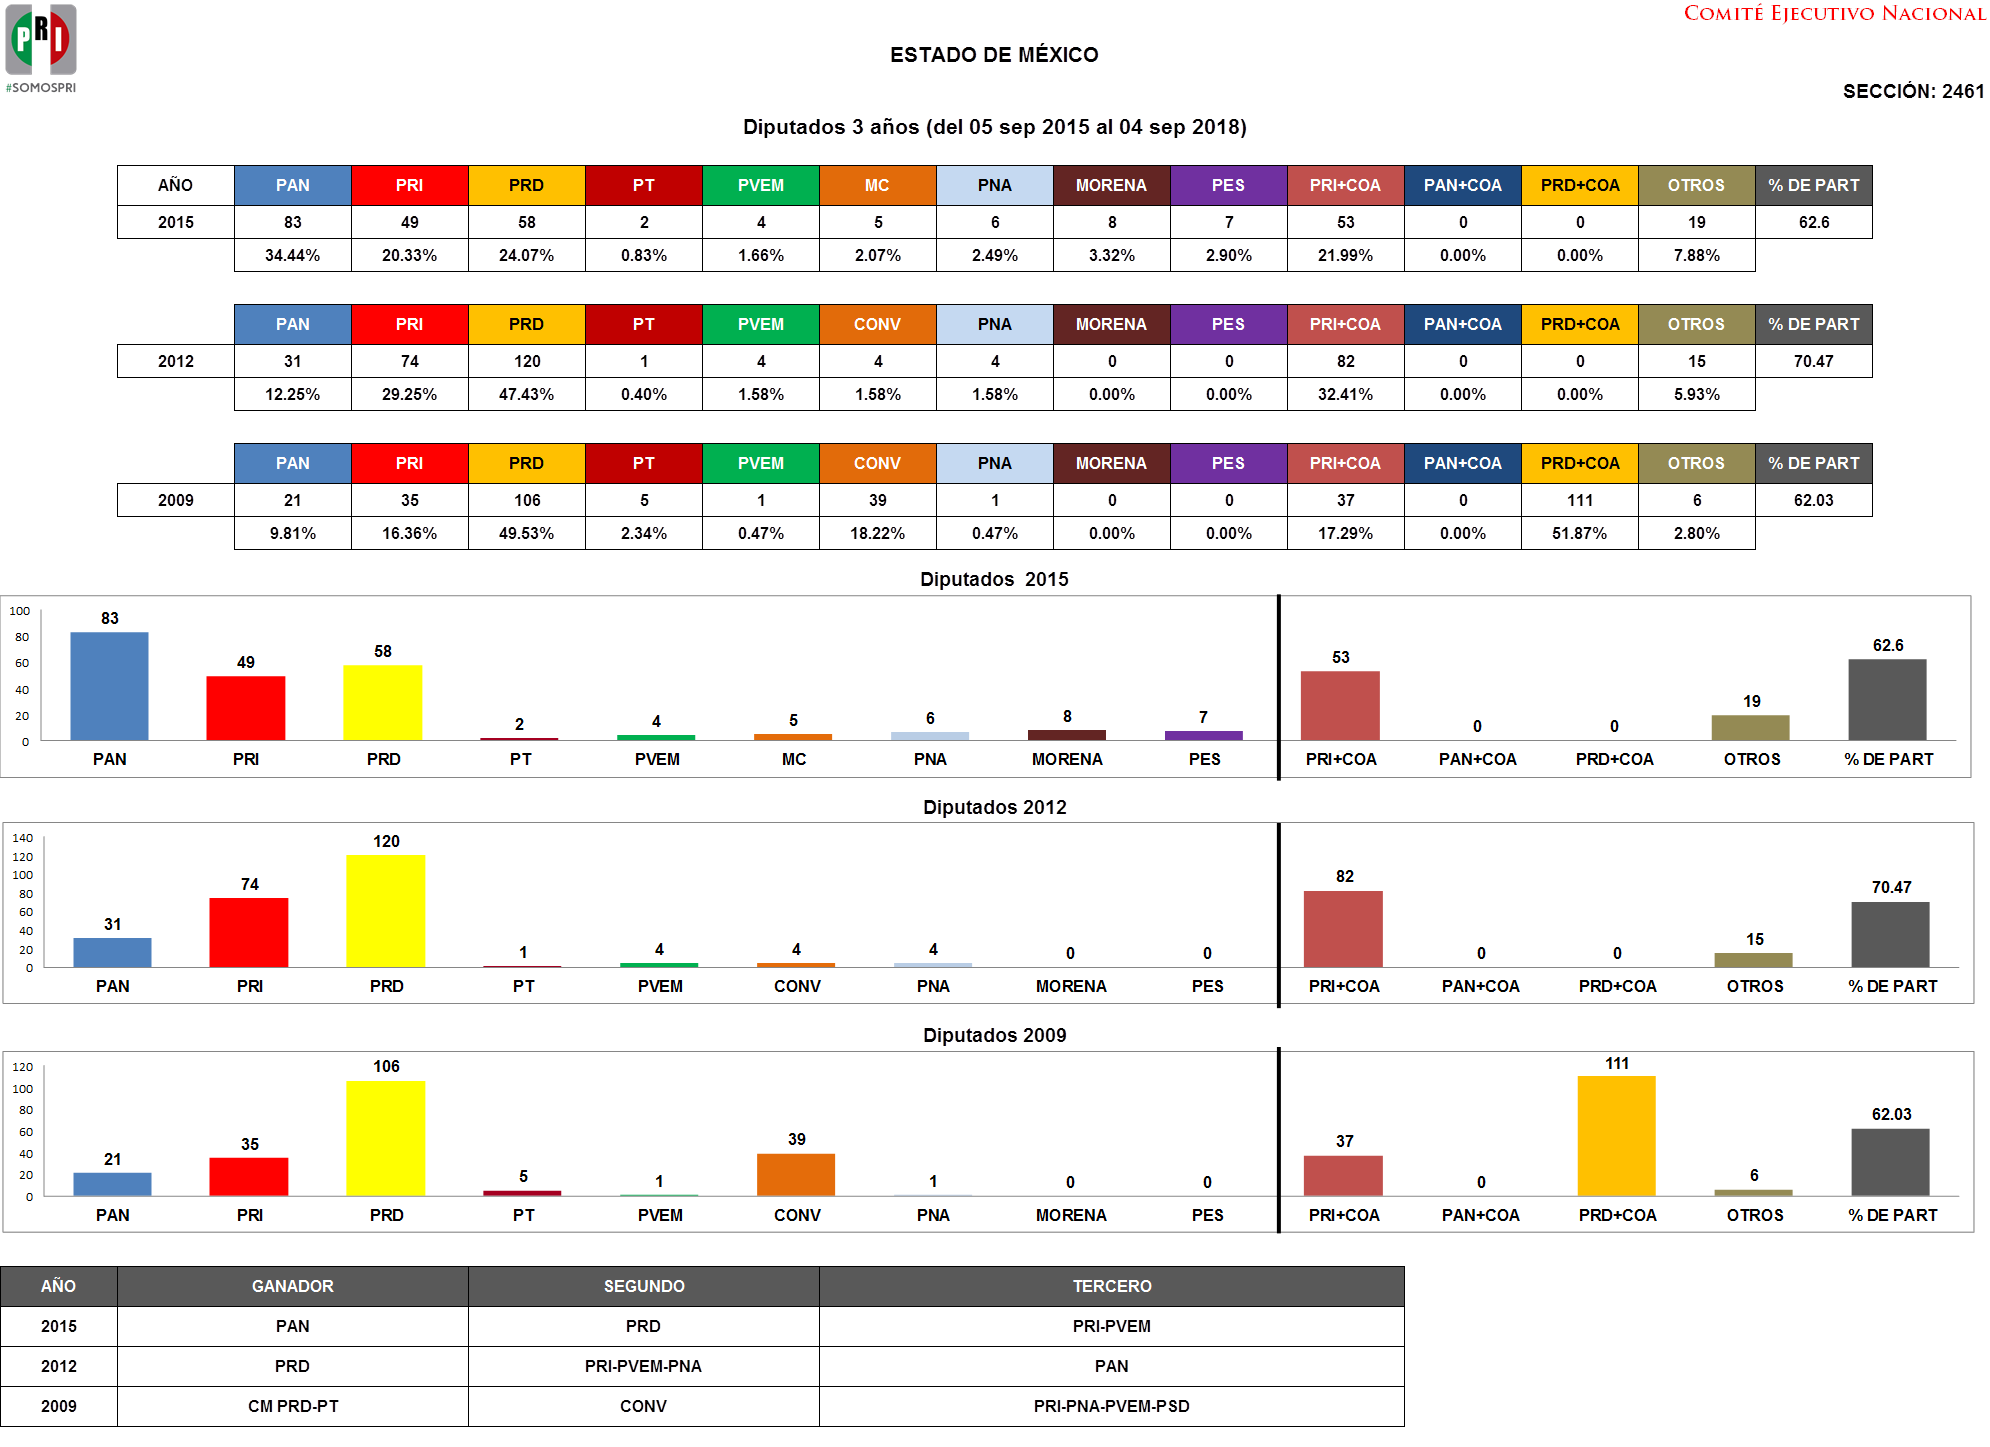 PRI
#SOMOSPRI
COMITÉ EJECUTIVO NACIONAL
ESTADO DE MÉXICO
SECCIÓN: 2461
Diputados 3 años (del 05 sep 2015 al 04 sep 2018)
AÑO PAN PRI PRD PT PVEM MC PNA MORENA PES PRI+COA PAN+COA PRD+COA OTROS % DE PART
2015 83 49 58 2 4 5 6 8 7 53 0 0 19 62.6
34.44% 20.33% 24.07% 0.83% 1.66% 2.07% 2.49% 3.32% 2.90% 21.99% 0.00% 0.00% 7.88%
PAN PRI PRD PT PVEM CONV PNA MORENA PES PRI+COA PAN+COA PRD+COA OTROS % DE PART
2012 31 74 120 1 4 4 4 0 0 82 0 0 15 70.47
12.25% 29.25% 47.43% 0.40% 1.58% 1.58% 1.58% 0.00% 0.00% 32.41% 0.00% 0.00% 5.93%
PAN PRI PRD PT PVEM CONV PNA MORENA PES PRI+COA PAN+COA PRD+COA OTROS % DE PART
2009 21 35 106 5 1 39 1 0 0 37 0 111 6 62.03
9.81% 16.36% 49.53% 2.34% 0.47% 18.22% 0.47% 0.00% 0.00% 17.29% 0.00% 51.87% 2.80%
Diputados 2015
100
80
60
40
20
0
83 49 58 2 4 5 6 8 7 53 0 0 19 62.6
PAN PRI PRD PT PVEM MC PNA MORENA PES PRI+COA PAN+COA PRD+COA OTROS % DE PART
Diputados 2012
140
120
100
80
60
40
20
0
31 74 120 1 4 4 4 0 0 82 0 0 15 70.47
PAN PRI PRD PT PVEM CONV PNA MORENA PES PRI+COA PAN+COA PRD+COA OTROS % DE PART
Diputados 2009
120
100
80
60
40
20
0
21 35 106 5 1 39 1 0 0 37 0 111 6 62.03
PAN PRI PRD PT PVEM CONV PNA MORENA PES PRI+COA PAN+COA PRD+COA OTROS % DE PART
AÑO GANADOR SEGUNDO TERCERO
2015 PAN PRD PRI-PVEM
2012 PRD PRI-PVEM-PNA PAN
2009 CM PRD-PT CONV PRI-PNA-PVEM-PSD